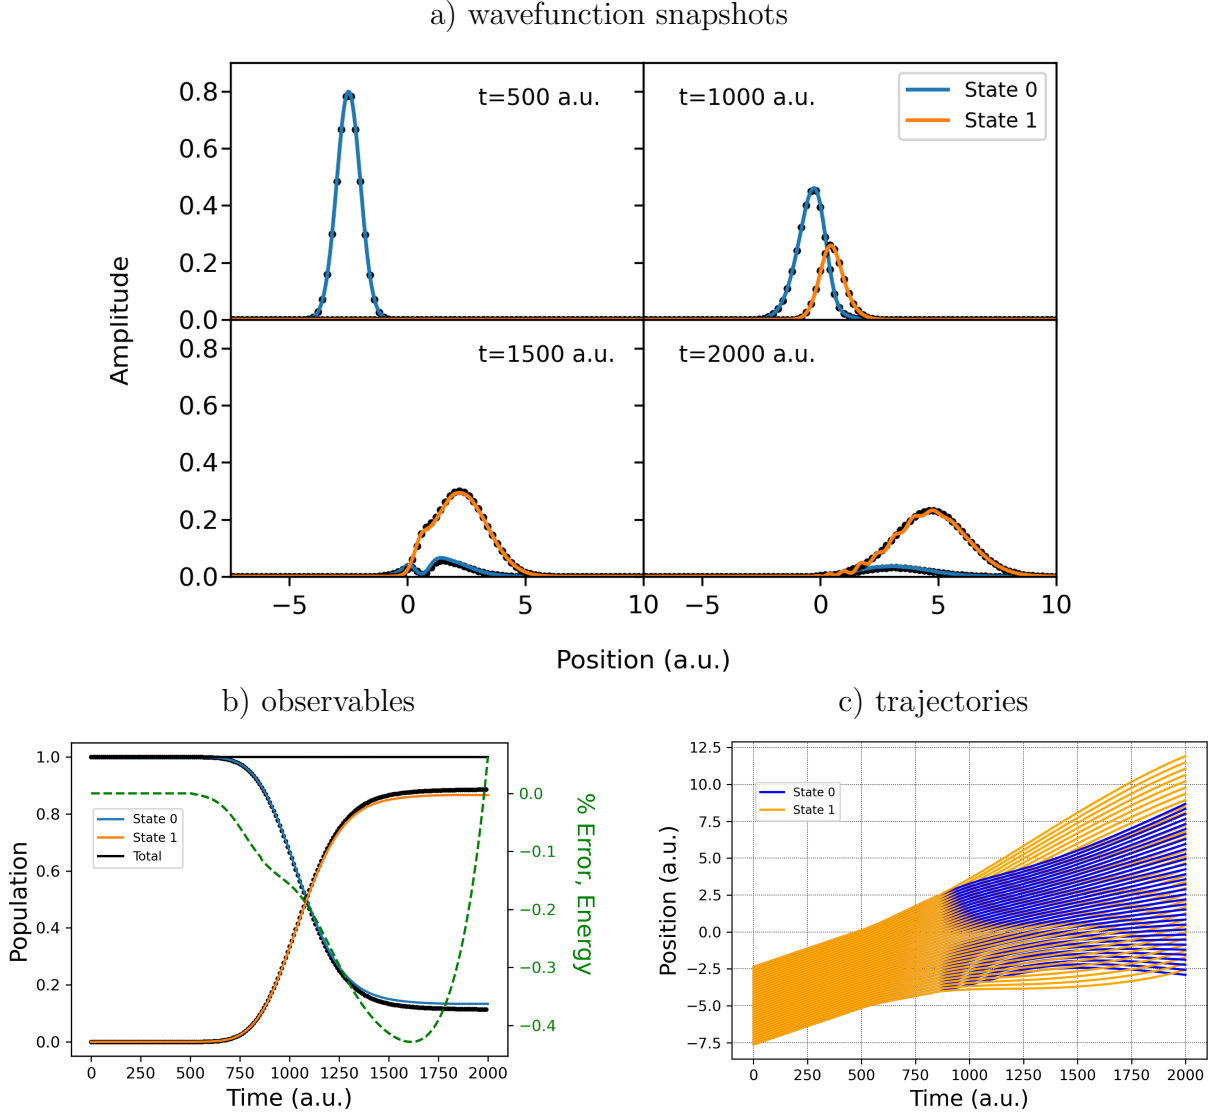 a) wavefunction snapshots
t=500 a.u.
t=1000 a.u.
State 0
State 1
0.8
0.6
0.4
0.2
0.0
t=1500 a.u.
t=2000 a.u.
0.8
0.6
0.4
0.2
0.0
Amplitude
−5 0 5 10 −5 0 5 10
Position (a.u.)
b) observables
1.0
0.8
0.6
0.4
0.2
0.0
Population
State 0
State 1
Total
0.0
−0.1
−0.2
−0.3
−0.4
% Error, Energy
0 250 500 750 1000 1250 1500 1750 2000
Time (a.u.)
c) trajectories
12.5
10.0
7.5
5.0
2.5
0.0
−2.5
−5.0
−7.5
Position (a.u.)
State 0
State 1
0 250 500 750 1000 1250 1500 1750 2000
Time (a.u.)